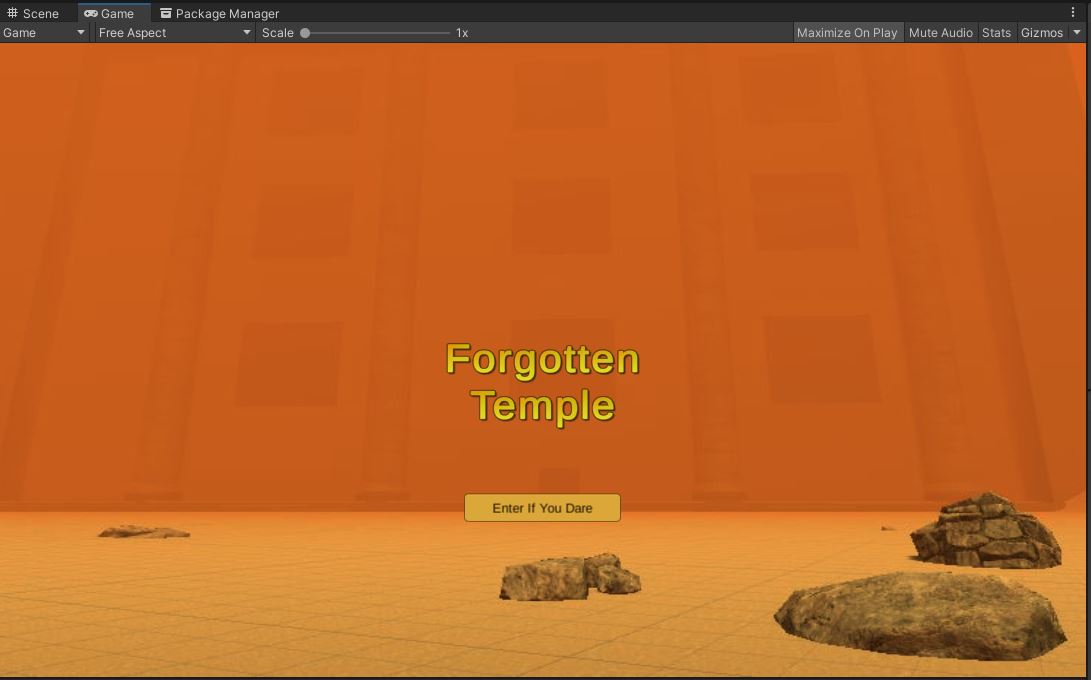 Scene Game Package Manager
Game Free Aspect Scale 1x Maximize On Play Mute Audio Stats Gizmos
Forgotten
Temple
Enter If You Dare